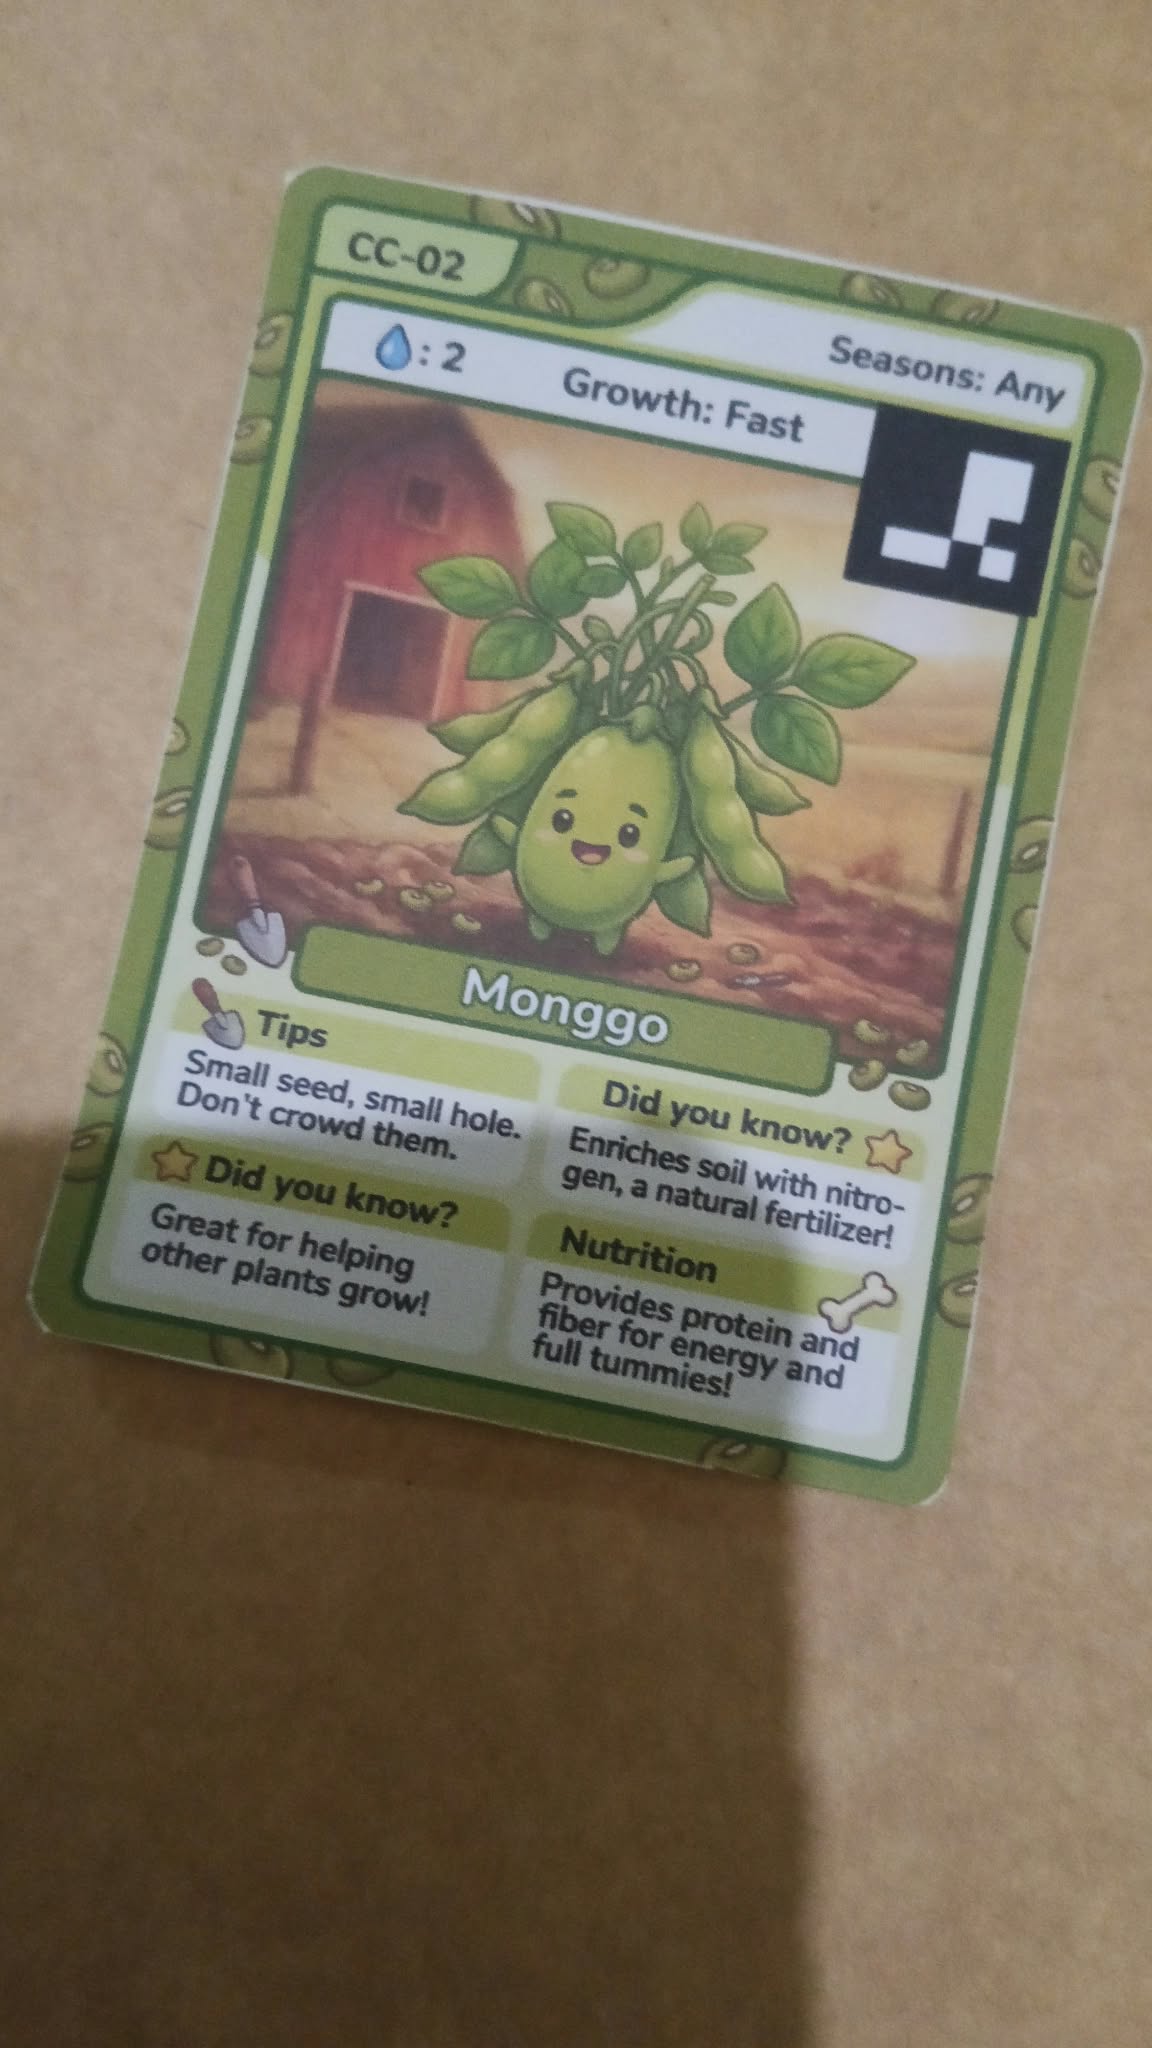 CC-02
Seasons: Any
: 2
Growth: Fast
Monggo
Tips
Small seed, small hole.
Don't crowd them.
Did you know?
Enriches soil with nitro-
gen, a natural fertilizer!
Did you know?
Great for helping
other plants grow!
Nutrition
Provides protein and
fiber for energy and
full tummies!